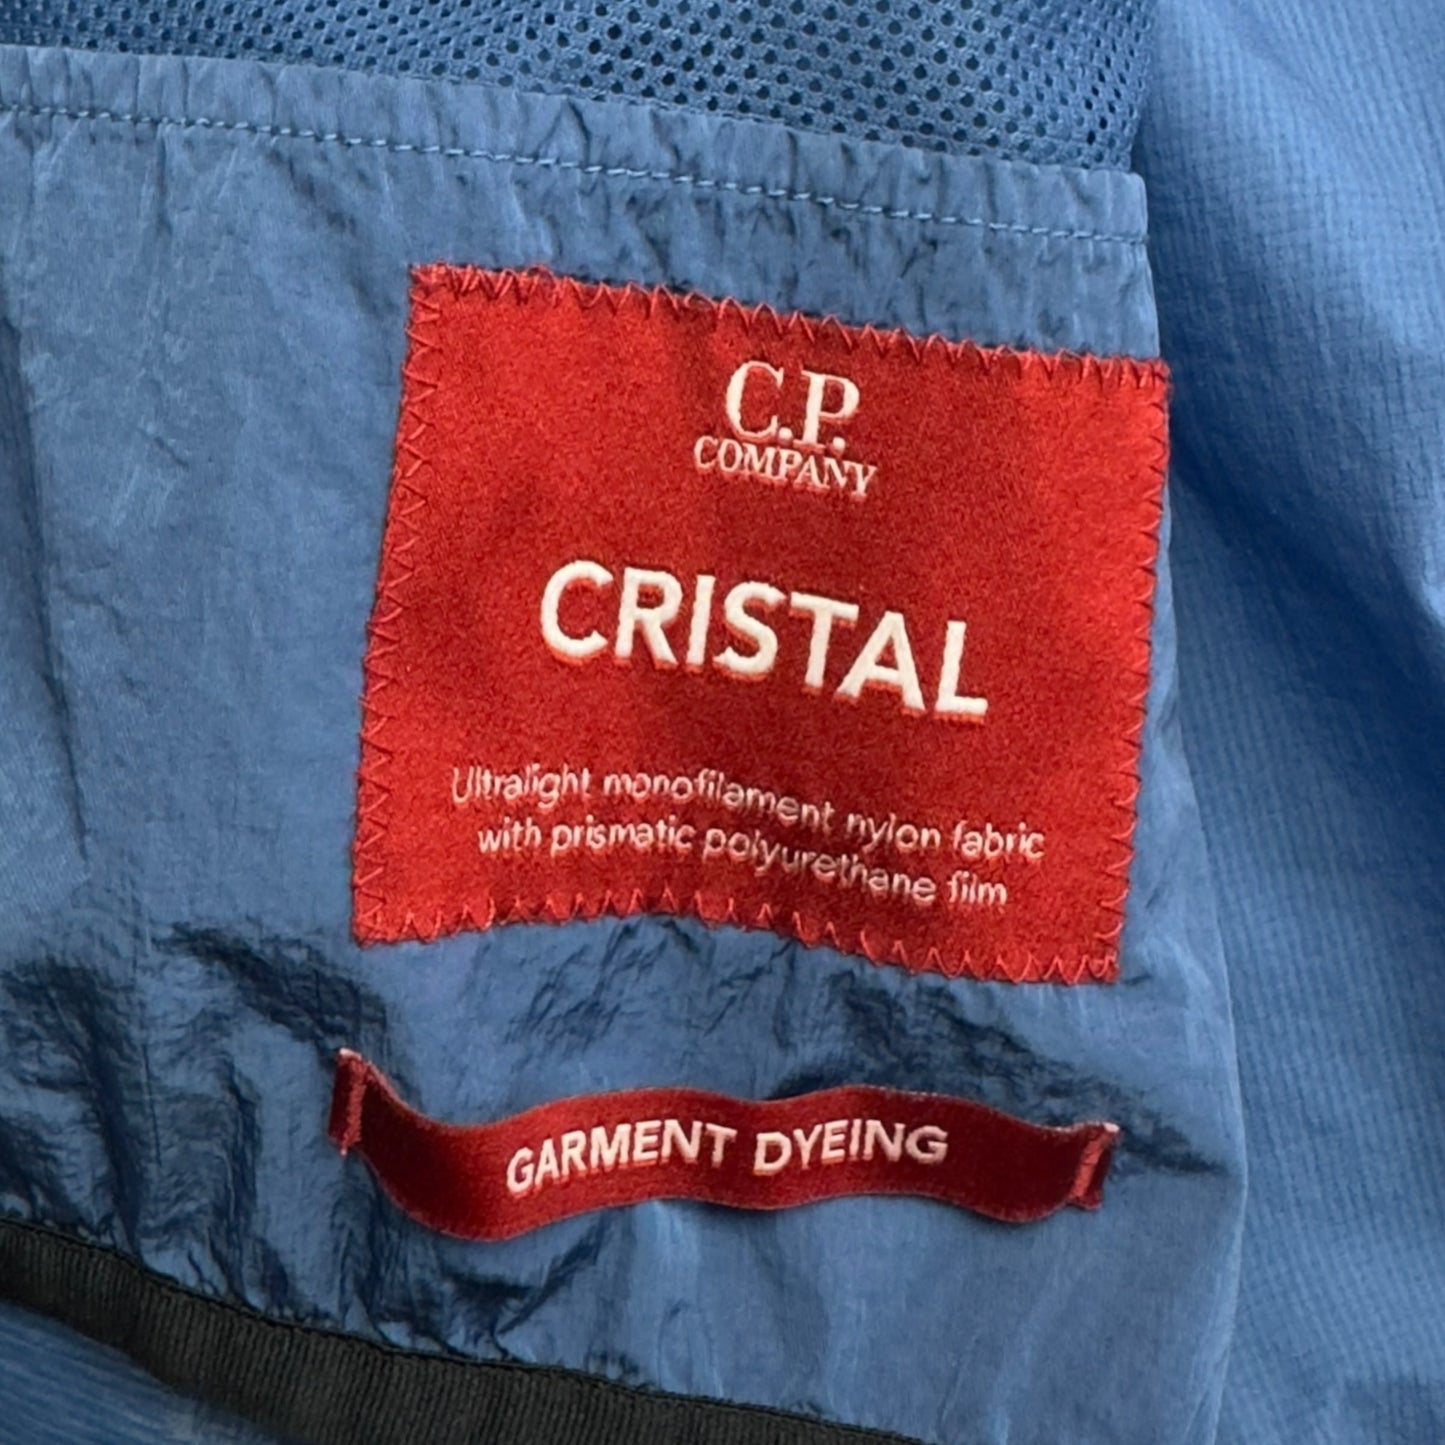 C.P.
COMPANY
CRISTAL
Ultralight monofilament nylon fabric
with prismatic polyurethane film
GARMENT DYEING